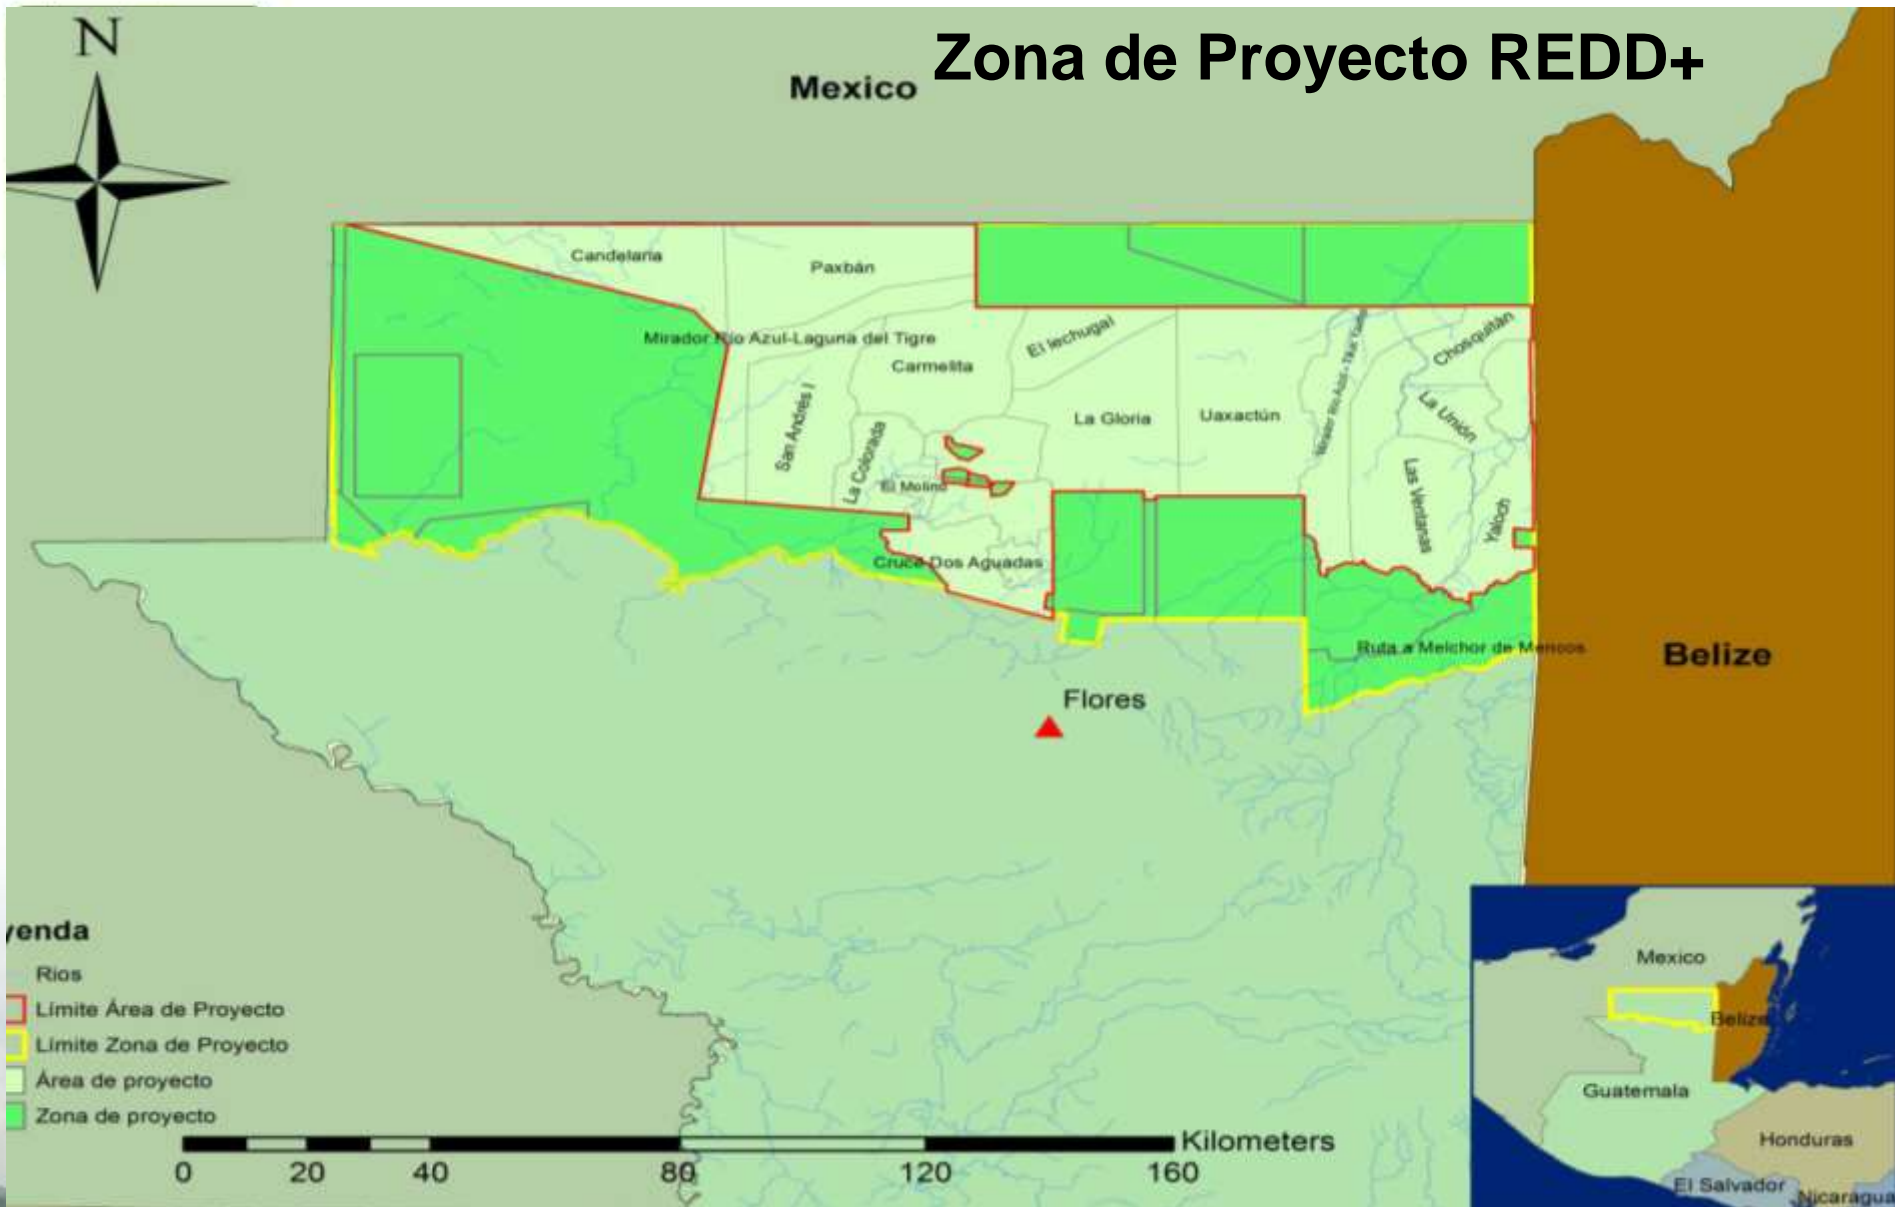 N
Zona de Proyecto REDD+
Mexico
Candelaria
Paxbán
Mirador Río Azul-Laguna del Tigre
El lechugal
Chosquitán
Carmelita
San Andrés I
La Colorada
La Gloria
Uaxactún
La Unión
El Molino
Las Ventanas
Yaloch
Cruce Dos Aguadas
Ruta a Melchor de Mencos
Belize
Flores
yenda
Rios
Límite Área de Proyecto
Límite Zona de Proyecto
Área de proyecto
Zona de proyecto
0 20 40 80 120 160 Kilometers
Mexico
Belize
Guatemala
Honduras
El Salvador
Nicaragua